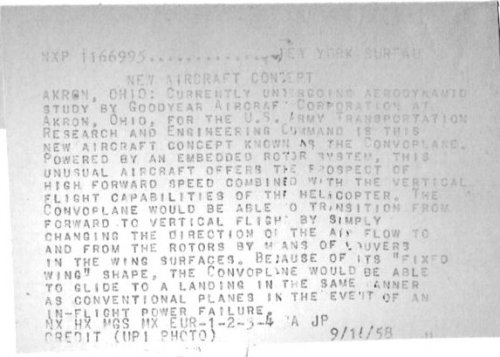 NXP 1166995...............NEW YORK BUREAU
NEW AIRCRAFT CONCEPT
AKRON, OHIO: CURRENTLY UNDERGOING AERODYNAMIC
STUDY BY GOODYEAR AIRCRAFT CORPORATION AT
AKRON, OHIO, FOR THE U.S. ARMY TRANSPORTATION
RESEARCH AND ENGINEERING COMMAND IS THIS
NEW AIRCRAFT CONCEPT KNOWN AS THE CONVOPLANE.
POWERED BY AN EMBEDDED ROTOR SYSTEM, THIS
UNUSUAL AIRCRAFT OFFERS THE PROSPECT OF
HIGH FORWARD SPEED COMBINED WITH THE VERTICAL
FLIGHT CAPABILITIES OF THE HELICOPTER. THE
CONVOPLANE WOULD BE ABLE TO TRANSITION FROM
FORWARD TO VERTICAL FLIGHT BY SIMPLY
CHANGING THE DIRECTION OF THE AIR FLOW TO
AND FROM THE ROTORS BY MEANS OF LOUVERS
IN THE WING SURFACES. BECAUSE OF ITS "FIXED
WING" SHAPE, THE CONVOPLANE WOULD BE ABLE
TO GLIDE TO A LANDING IN THE SAME MANNER
AS CONVENTIONAL PLANES IN THE EVENT OF AN
IN-FLIGHT POWER FAILURE.
NX HX MGS MX EUR-1-2-3-4 CA JP
CREDIT (UPI PHOTO) 9/16/58